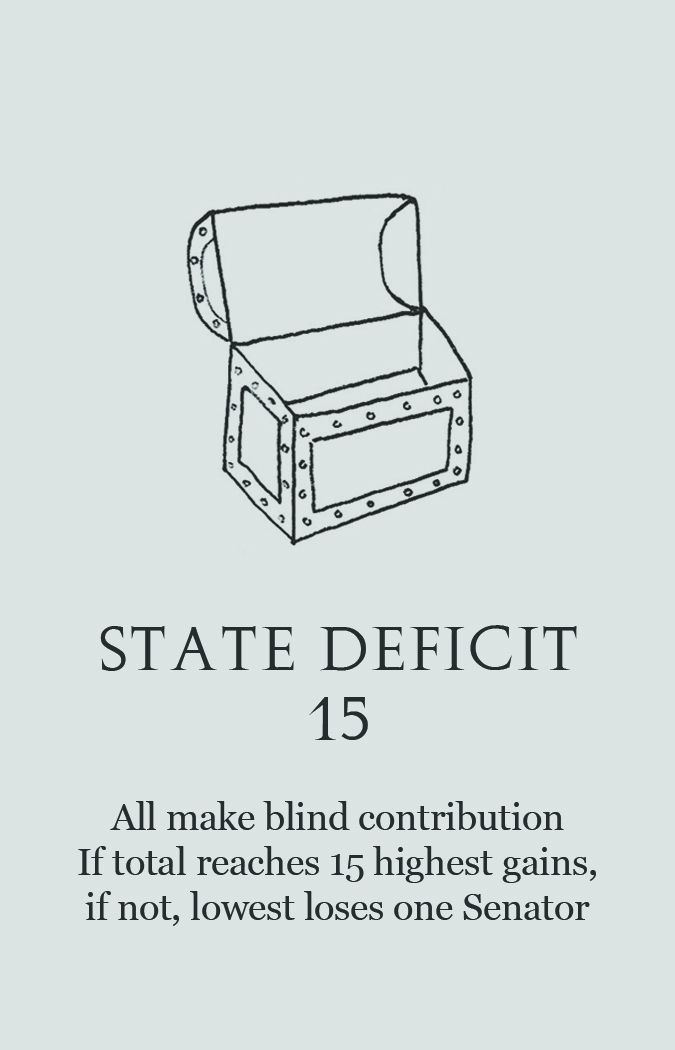 STATE DEFICIT
15
All make blind contribution
If total reaches 15 highest gains,
if not, lowest loses one Senator